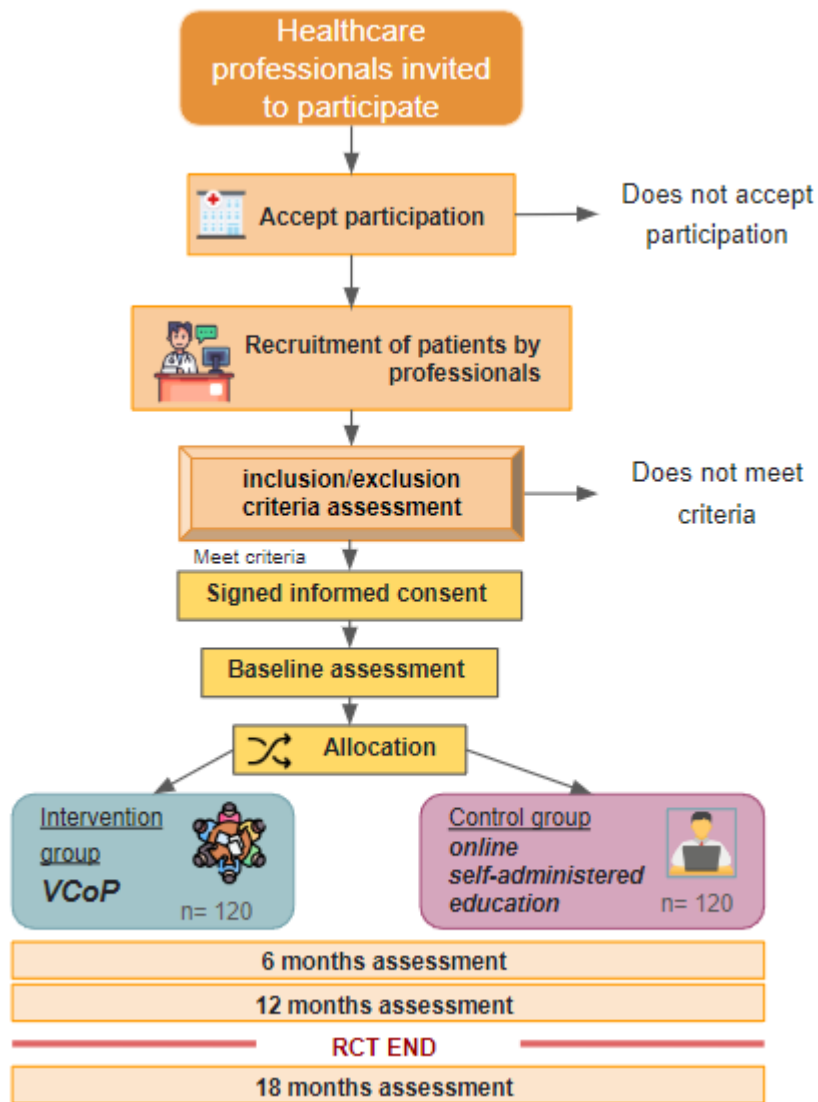 Healthcare
professionals invited
to participate
Accept participation
Does not accept
participation
Recruitment of patients by
professionals
inclusion/exclusion
criteria assessment
Does not meet
criteria
Meet criteria
Signed informed consent
Baseline assessment
Allocation
Intervention
group
VCoP
n= 120
Control group
online
self-administered
education
n= 120
6 months assessment
12 months assessment
RCT END
18 months assessment